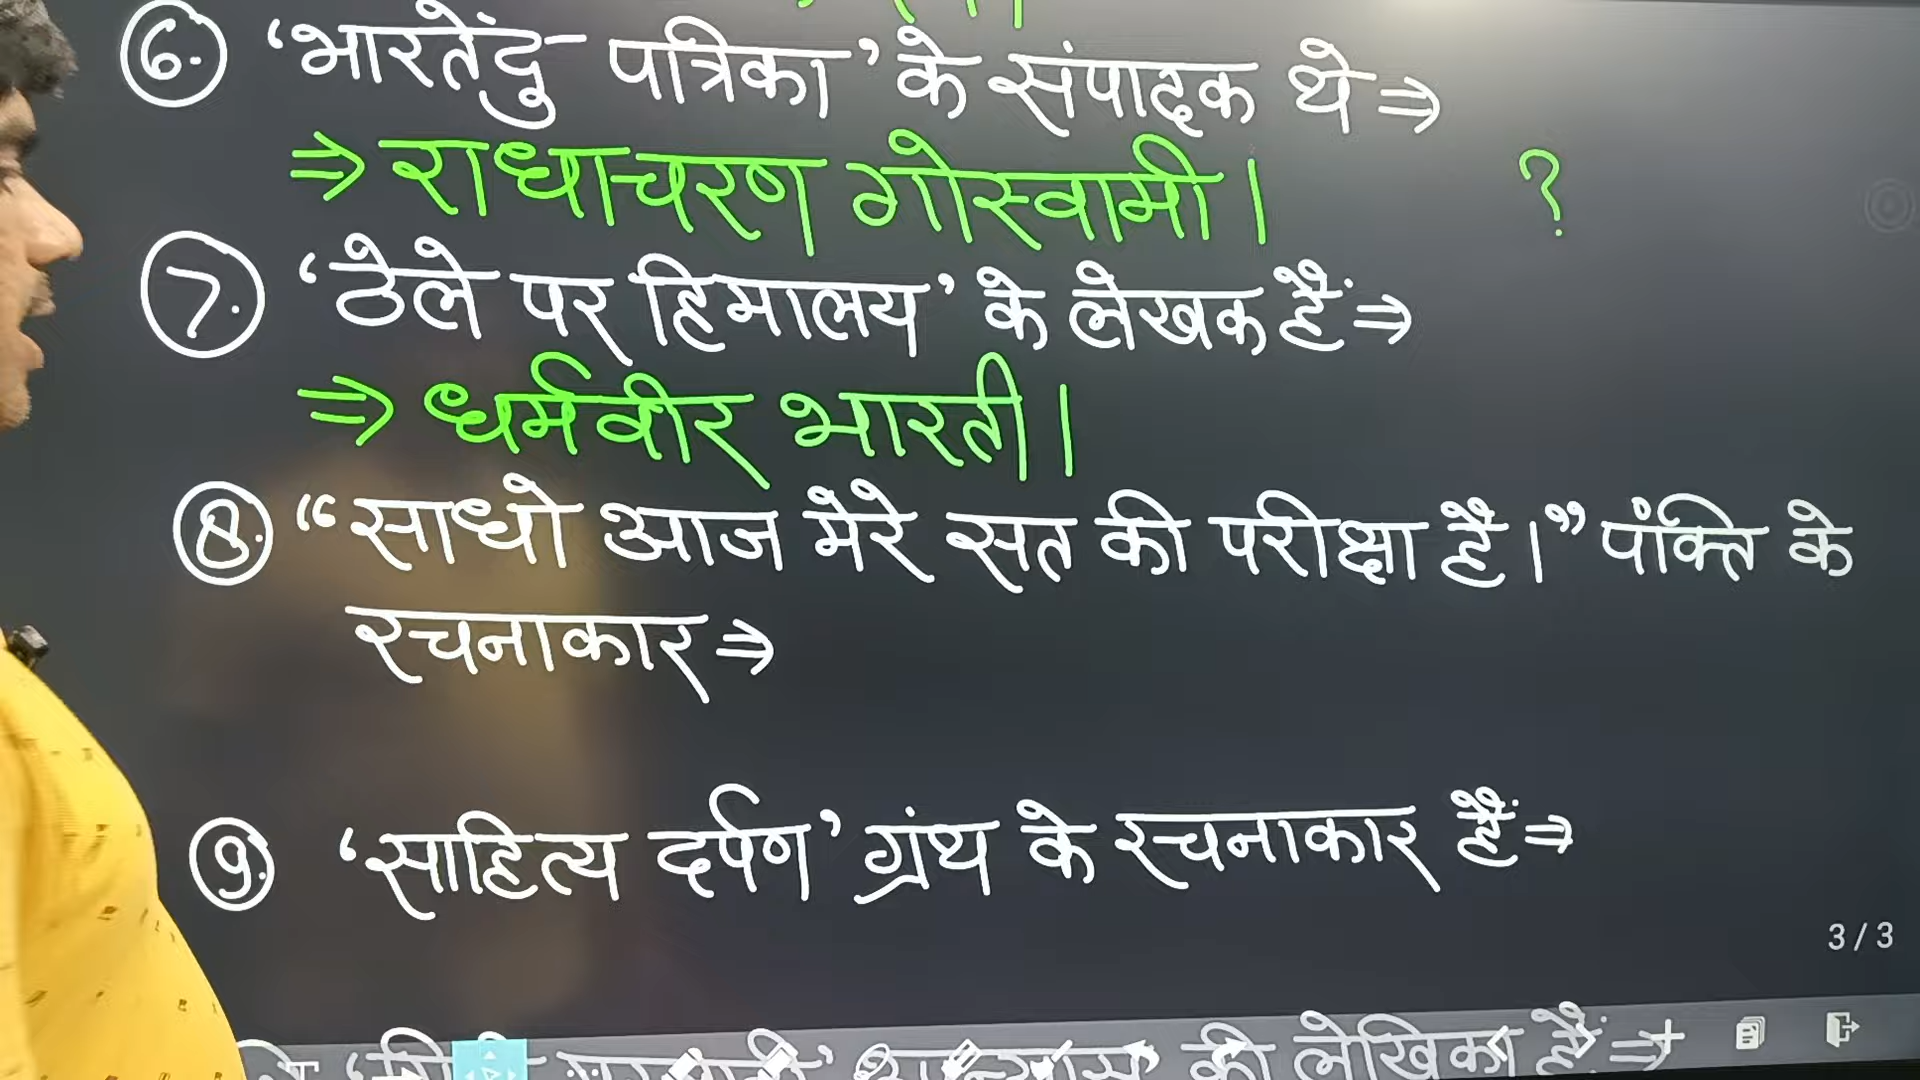 6. 'भारतेंदु पत्रिका' के संपादक थे ⇒
⇒ राधाचरण गोस्वामी। ?
7. 'ठेले पर हिमालय' के लेखक हैं ⇒
⇒ धर्मवीर भारती।
8. "साधो आज मेरे सत की परीक्षा है।" पंक्ति के
रचनाकार ⇒
9. 'साहित्य दर्पण' ग्रंथ के रचनाकार हैं ⇒
3 / 3
की लेखिका हैं ⇒